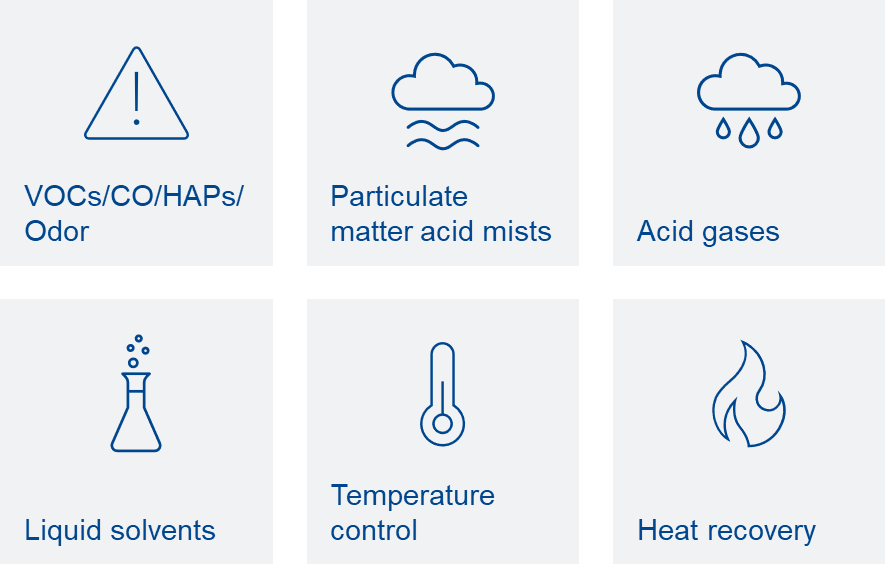 VOCs/CO/HAPs/
Odor
Particulate
matter acid mists
Acid gases
Liquid solvents
Temperature
control
Heat recovery